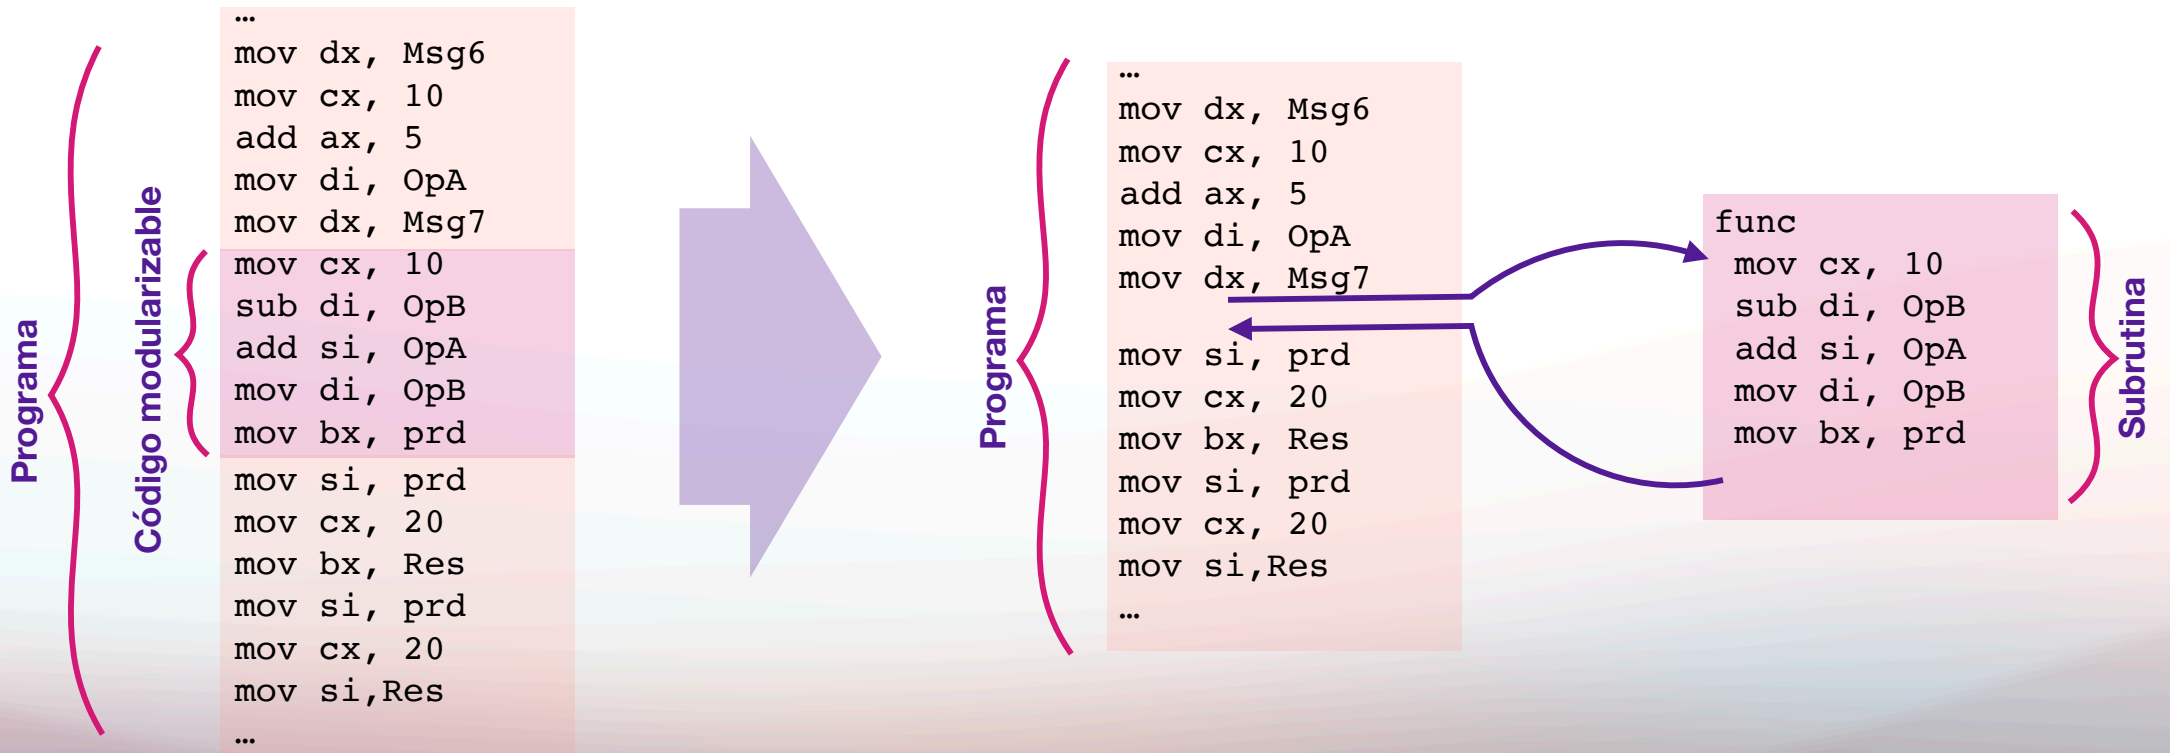 Programa
Código modularizable
…
mov dx, Msg6
mov cx, 10
add ax, 5
mov di, OpA
mov dx, Msg7
mov cx, 10
sub di, OpB
add si, OpA
mov di, OpB
mov bx, prd
mov si, prd
mov cx, 20
mov bx, Res
mov si, prd
mov cx, 20
mov si,Res
…
Programa
…
mov dx, Msg6
mov cx, 10
add ax, 5
mov di, OpA
mov dx, Msg7
mov si, prd
mov cx, 20
mov bx, Res
mov si, prd
mov cx, 20
mov si,Res
…
func
mov cx, 10
sub di, OpB
add si, OpA
mov di, OpB
mov bx, prd
Subrutina